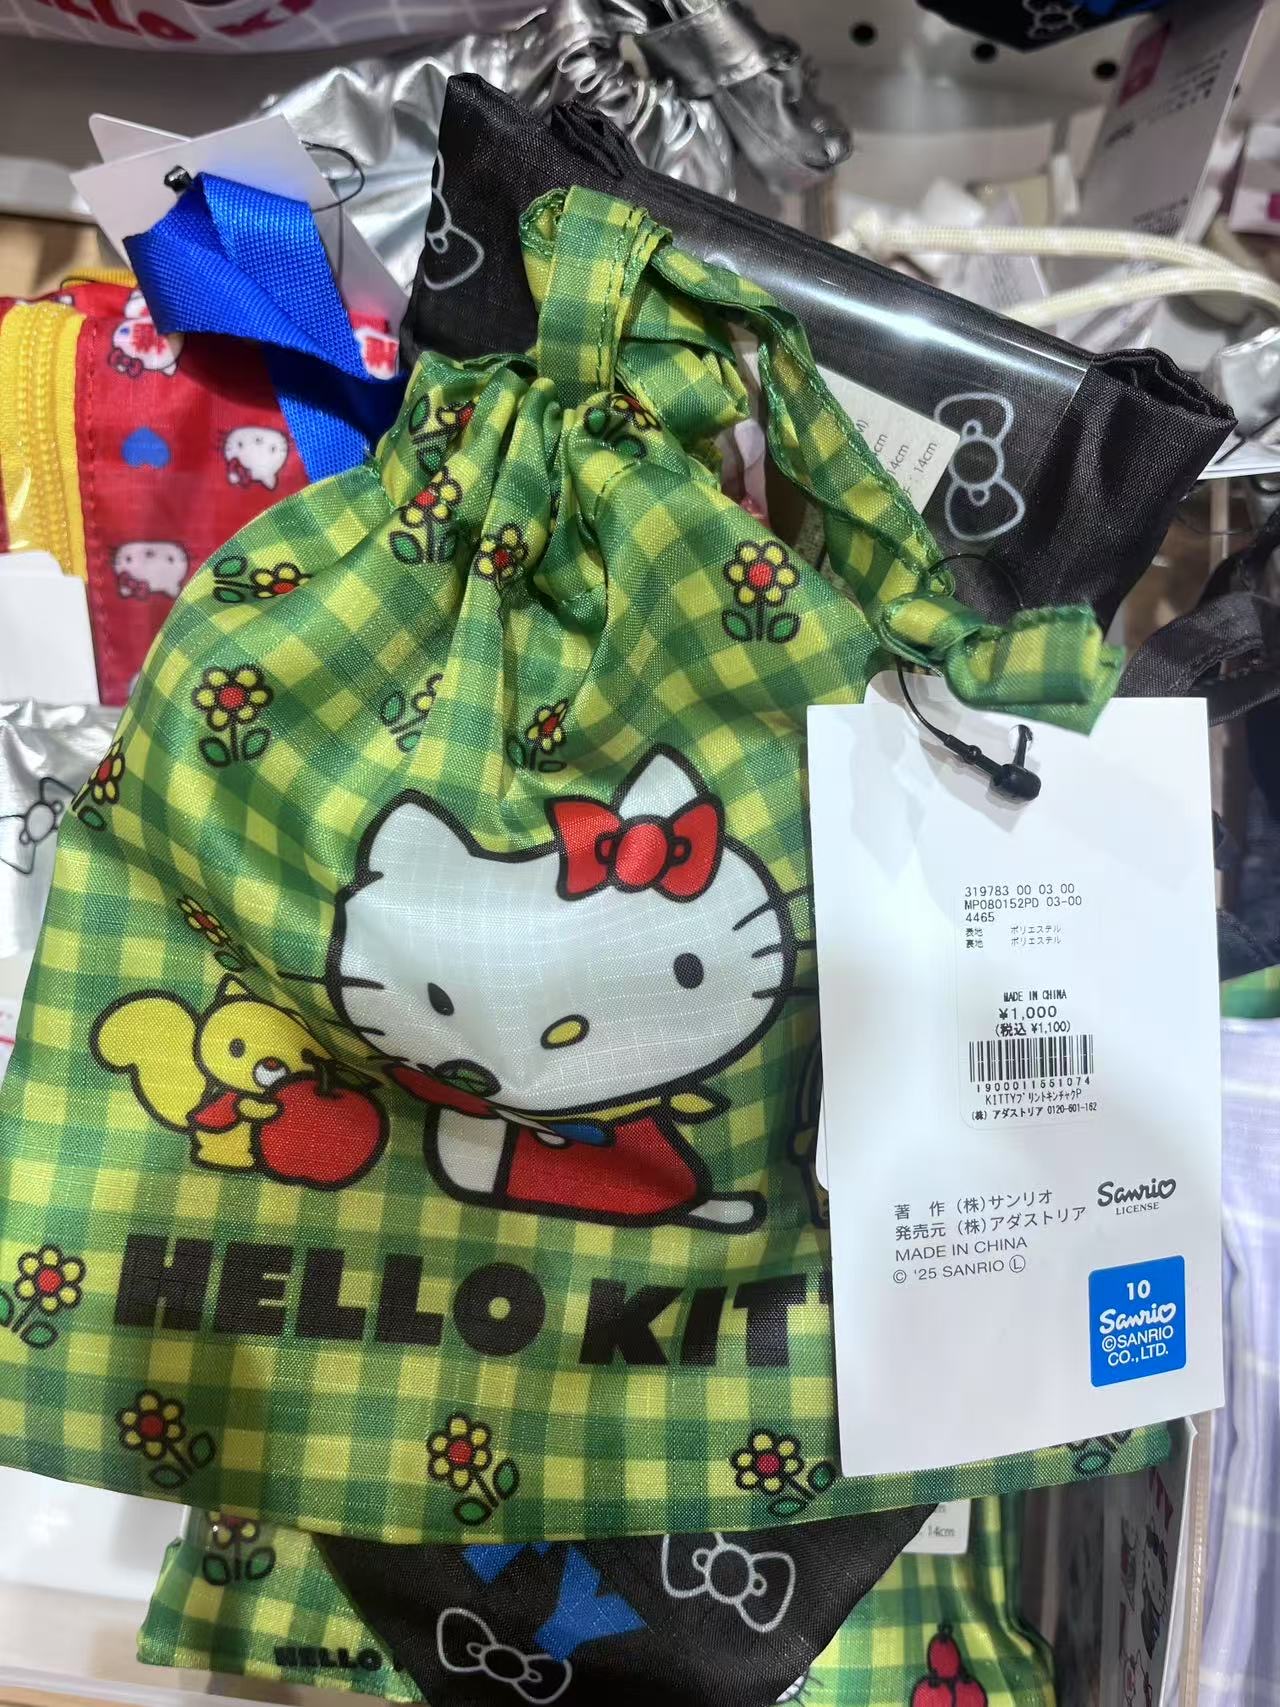 14cm
14cm
319783 00 03 00
MP080152PD 03-00
4465
表地 ポリエステル
裏地 ポリエステル
MADE IN CHINA
¥1,000
(税込 ¥1,100)
1900011551074
KITTYプリントキンチャクP
(株) アダストリア 0120-601-162
著 作 (株)サンリオ
発売元 (株)アダストリア
MADE IN CHINA
© '25 SANRIO Ⓛ
Sanrio
LICENSE
10
Sanrio
©SANRIO
CO., LTD.
HELLO KITT
14cm
HELLO